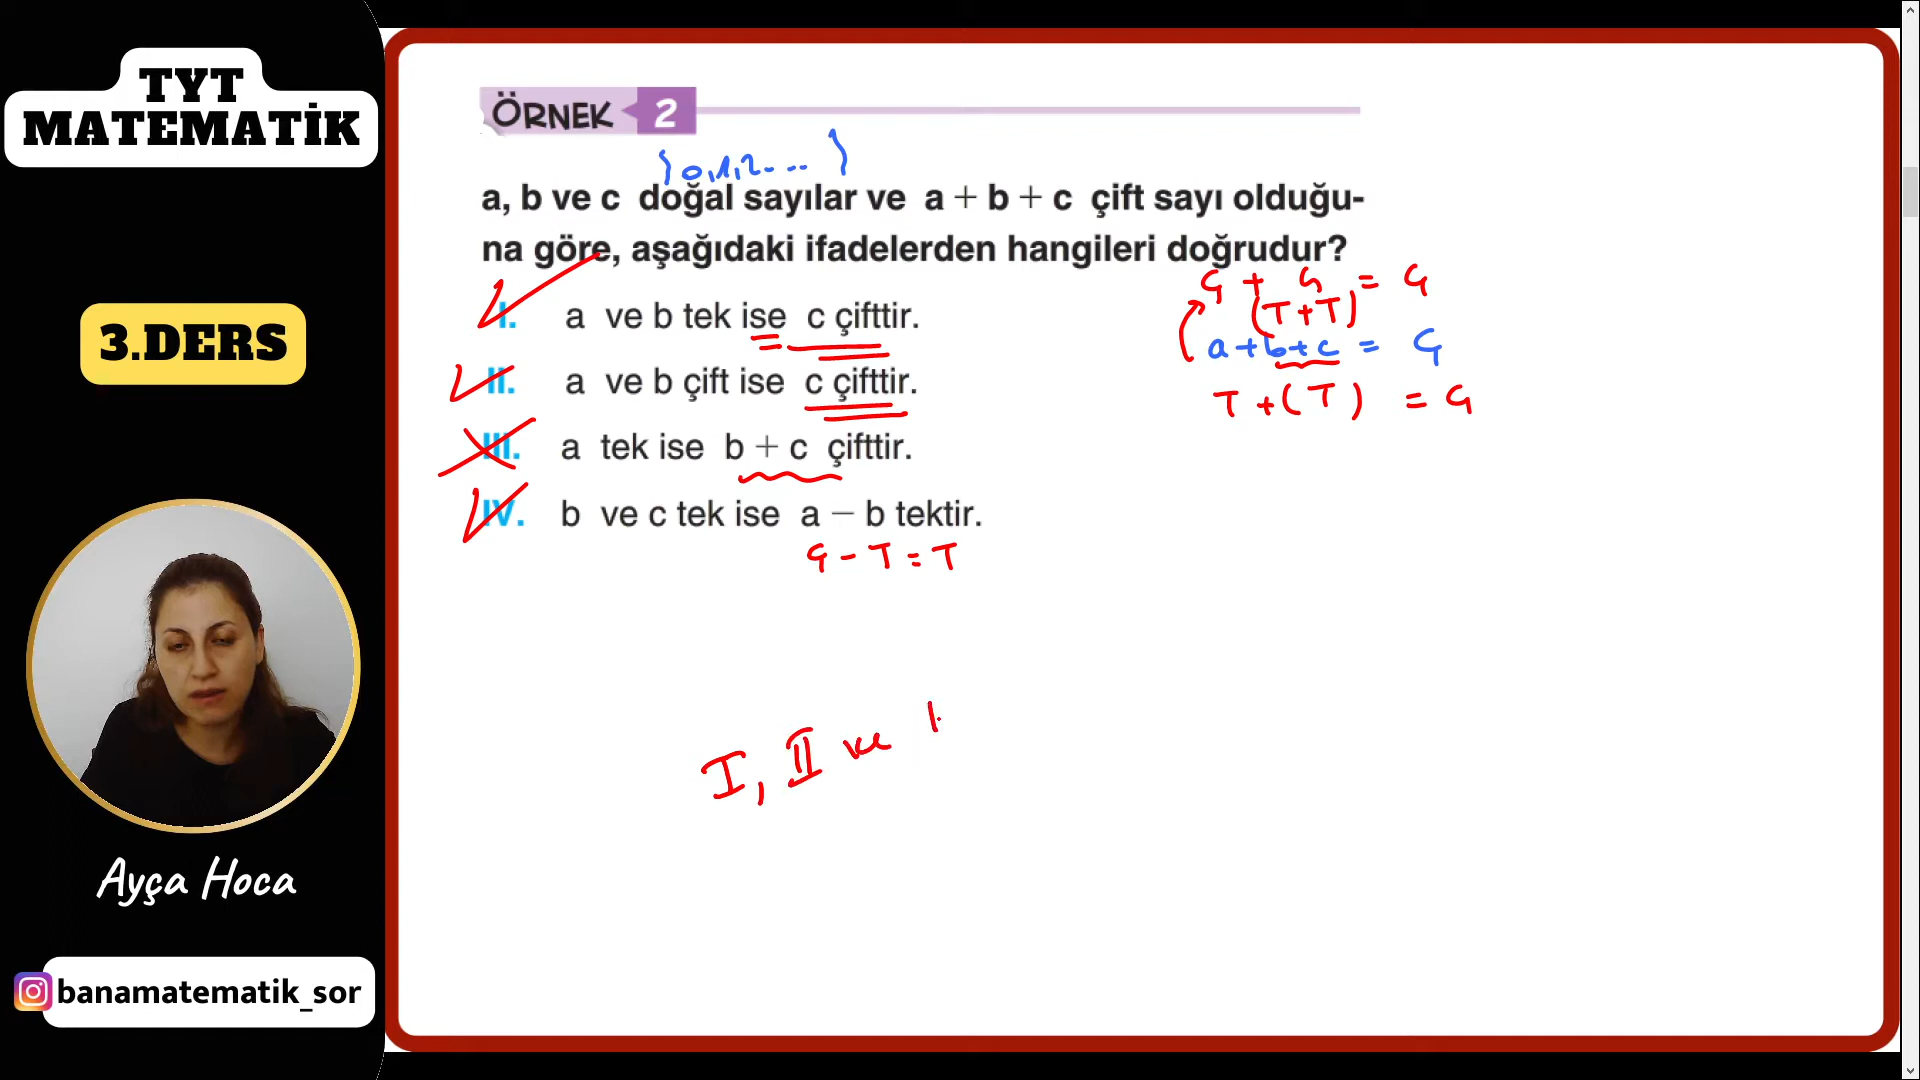 TYT
MATEMATİK
3.DERS
Ayça Hoca
banamatematik_sor
ÖRNEK 2
} 0,1,2... }
a, b ve c doğal sayılar ve a + b + c çift sayı olduğu-
na göre, aşağıdaki ifadelerden hangileri doğrudur?
I. a ve b tek ise c çifttir.
II. a ve b çift ise c çifttir.
III. a tek ise b + c çifttir.
IV. b ve c tek ise a − b tektir.
Ç - T = T
Ç + Ç = Ç
(T+T)
a+b+c = Ç
T+(T) = Ç
I, II ve